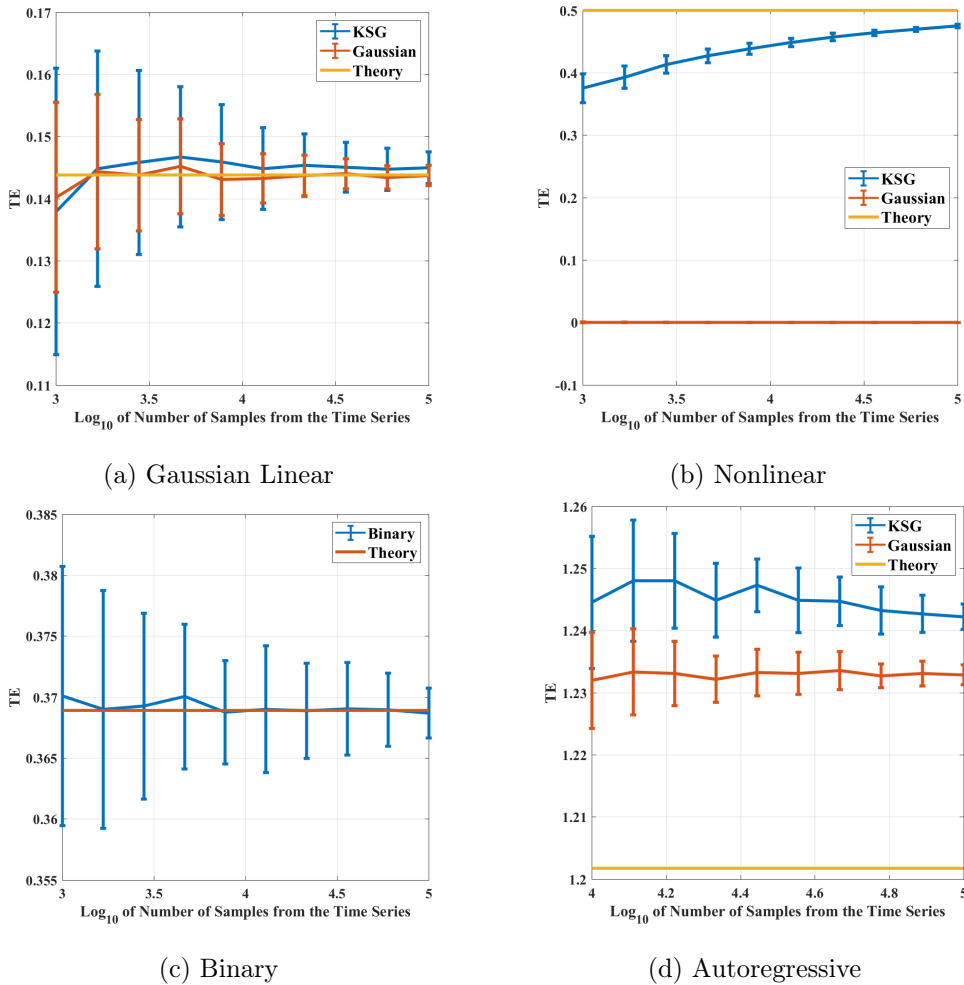 0.17
0.16
0.15
0.14
0.13
0.12
0.11
TE
KSG
Gaussian
Theory
3
3.5
4
4.5
5
Log10 of Number of Samples from the Time Series
(a) Gaussian Linear
0.5
0.4
0.3
0.2
0.1
0
-0.1
TE
KSG
Gaussian
Theory
3
3.5
4
4.5
5
Log10 of Number of Samples from the Time Series
(b) Nonlinear
0.385
0.38
0.375
0.37
0.365
0.36
0.355
TE
Binary
Theory
3
3.5
4
4.5
5
Log10 of Number of Samples from the Time Series
(c) Binary
1.26
1.25
1.24
1.23
1.22
1.21
1.2
TE
KSG
Gaussian
Theory
4
4.2
4.4
4.6
4.8
5
Log10 of Number of Samples from the Time Series
(d) Autoregressive